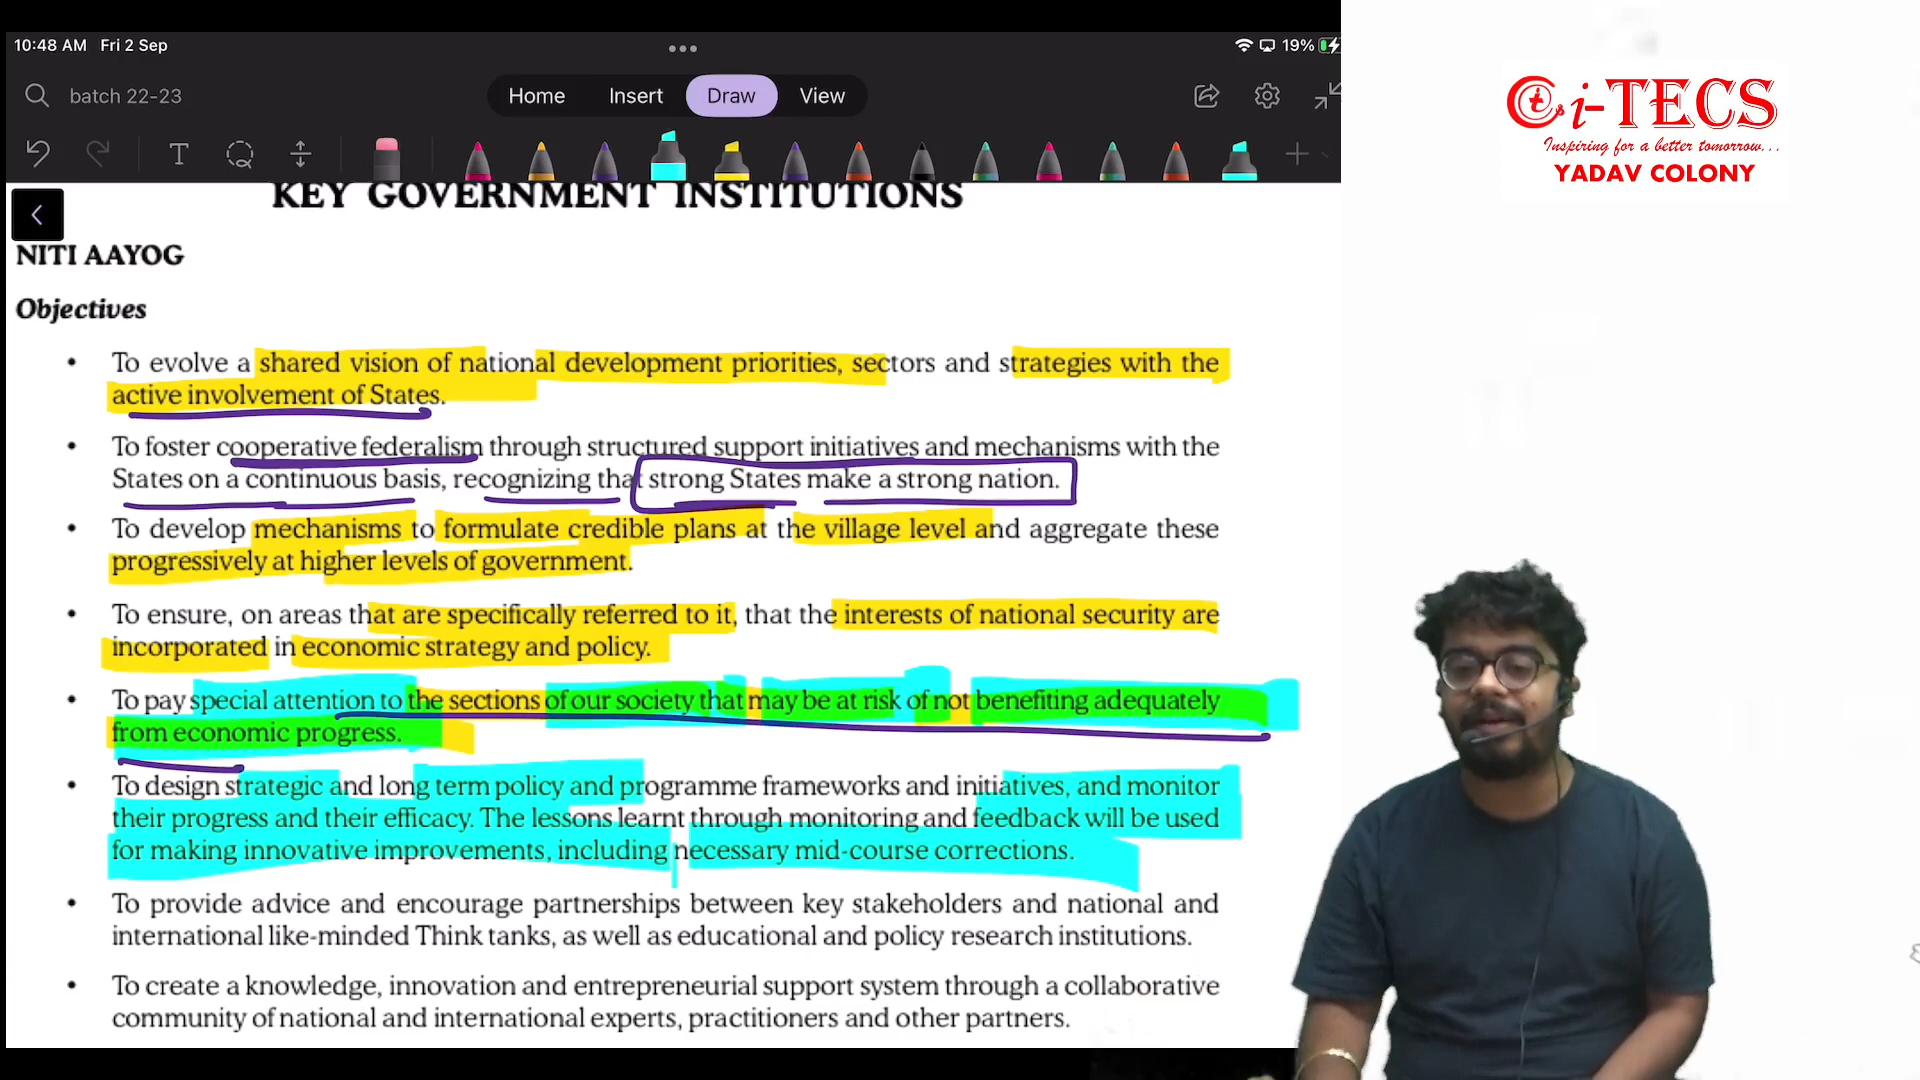 10:48 AM Fri 2 Sep
19%
batch 22-23
Home Insert Draw View
T
i-TECS
Inspiring for a better tomorrow...
YADAV COLONY
KEY GOVERNMENT INSTITUTIONS
NITI AAYOG
Objectives
• To evolve a shared vision of national development priorities, sectors and strategies with the
active involvement of States.
• To foster cooperative federalism through structured support initiatives and mechanisms with the
States on a continuous basis, recognizing that strong States make a strong nation.
• To develop mechanisms to formulate credible plans at the village level and aggregate these
progressively at higher levels of government.
• To ensure, on areas that are specifically referred to it, that the interests of national security are
incorporated in economic strategy and policy.
• To pay special attention to the sections of our society that may be at risk of not benefiting adequately
from economic progress.
• To design strategic and long term policy and programme frameworks and initiatives, and monitor
their progress and their efficacy. The lessons learnt through monitoring and feedback will be used
for making innovative improvements, including necessary mid-course corrections.
• To provide advice and encourage partnerships between key stakeholders and national and
international like-minded Think tanks, as well as educational and policy research institutions.
• To create a knowledge, innovation and entrepreneurial support system through a collaborative
community of national and international experts, practitioners and other partners.